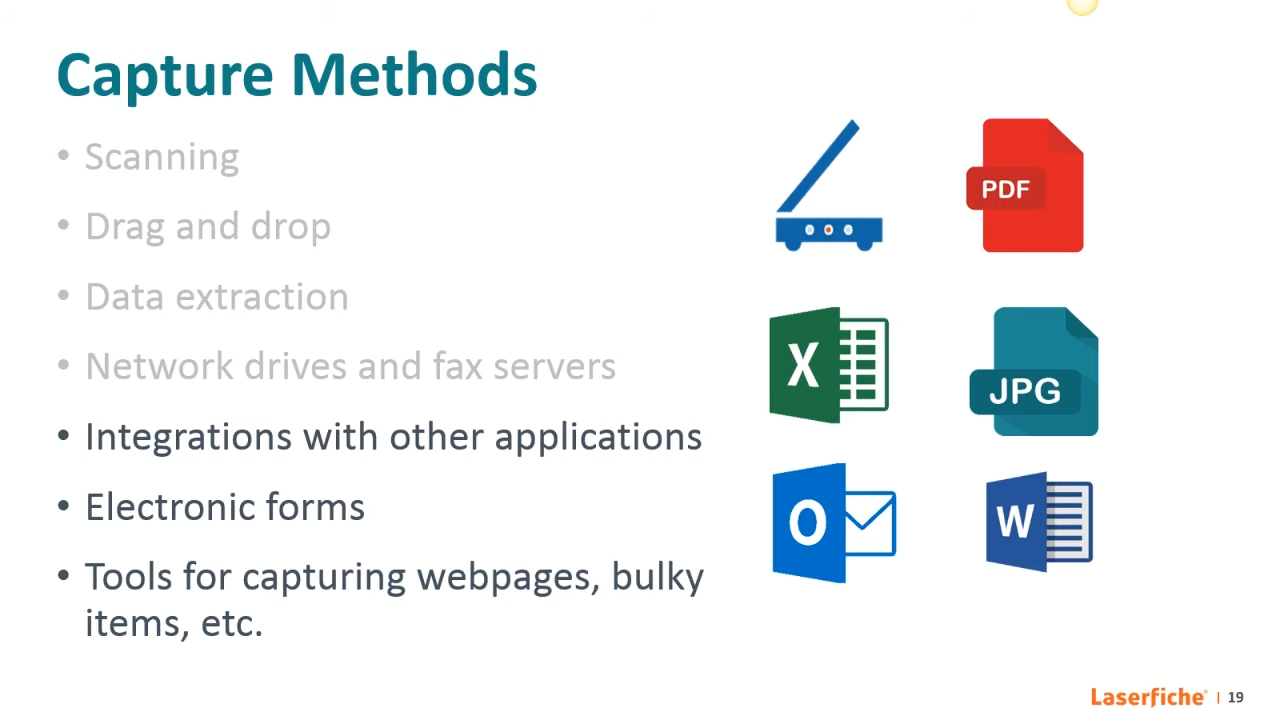 Capture Methods
• Scanning
• Drag and drop
• Data extraction
• Network drives and fax servers
• Integrations with other applications
• Electronic forms
• Tools for capturing webpages, bulky
items, etc.
PDF
X
JPG
O
W
Laserfiche® | 19